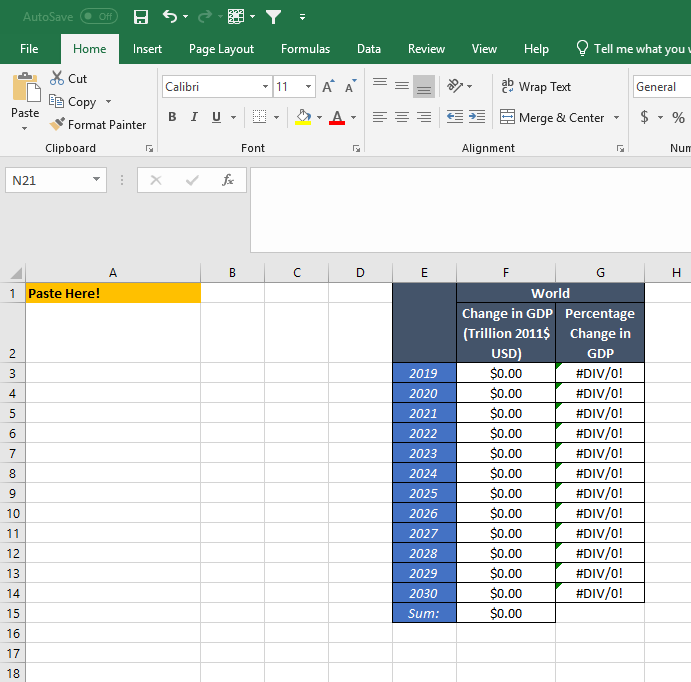 AutoSave Off
File Home Insert Page Layout Formulas Data Review View Help Tell me what you
Cut
Copy
Paste
Format Painter
Clipboard
Calibri 11 A A
B I U A
Font
ab Wrap Text
Merge & Center
Alignment
General
$ %
Num
N21 fx
A B C D E F G H
1 Paste Here! World
2 Change in GDP (Trillion 2011$ USD) Percentage Change in GDP
3 2019 $0.00 #DIV/0!
4 2020 $0.00 #DIV/0!
5 2021 $0.00 #DIV/0!
6 2022 $0.00 #DIV/0!
7 2023 $0.00 #DIV/0!
8 2024 $0.00 #DIV/0!
9 2025 $0.00 #DIV/0!
10 2026 $0.00 #DIV/0!
11 2027 $0.00 #DIV/0!
12 2028 $0.00 #DIV/0!
13 2029 $0.00 #DIV/0!
14 2030 $0.00 #DIV/0!
15 Sum: $0.00
16
17
18